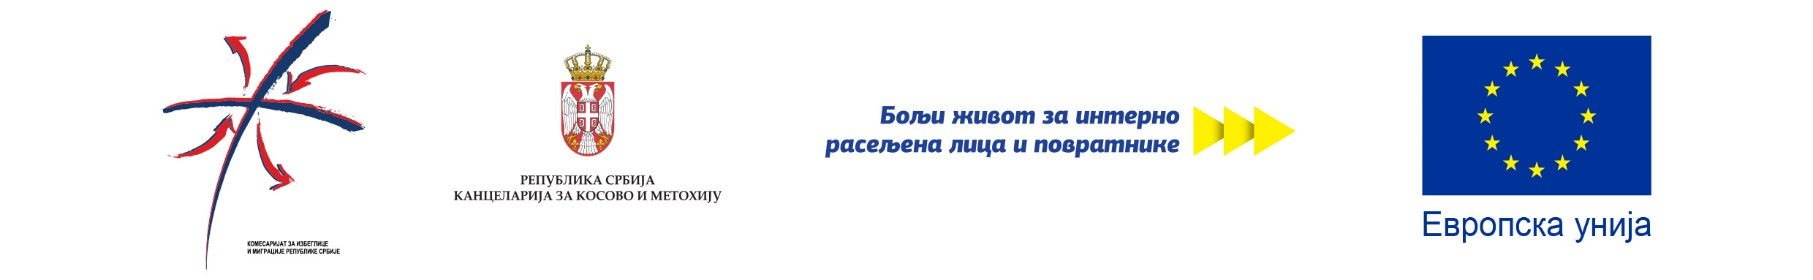 КОМЕСАРИЈАТ ЗА ИЗБЕГЛИЦЕ
И МИГРАЦИЈЕ РЕПУБЛИКЕ СРБИЈЕ
РЕПУБЛИКА СРБИЈА
КАНЦЕЛАРИЈА ЗА КОСОВО И МЕТОХИЈУ
Бољи живот за интерно
расељена лица и повратнике
Европска унија